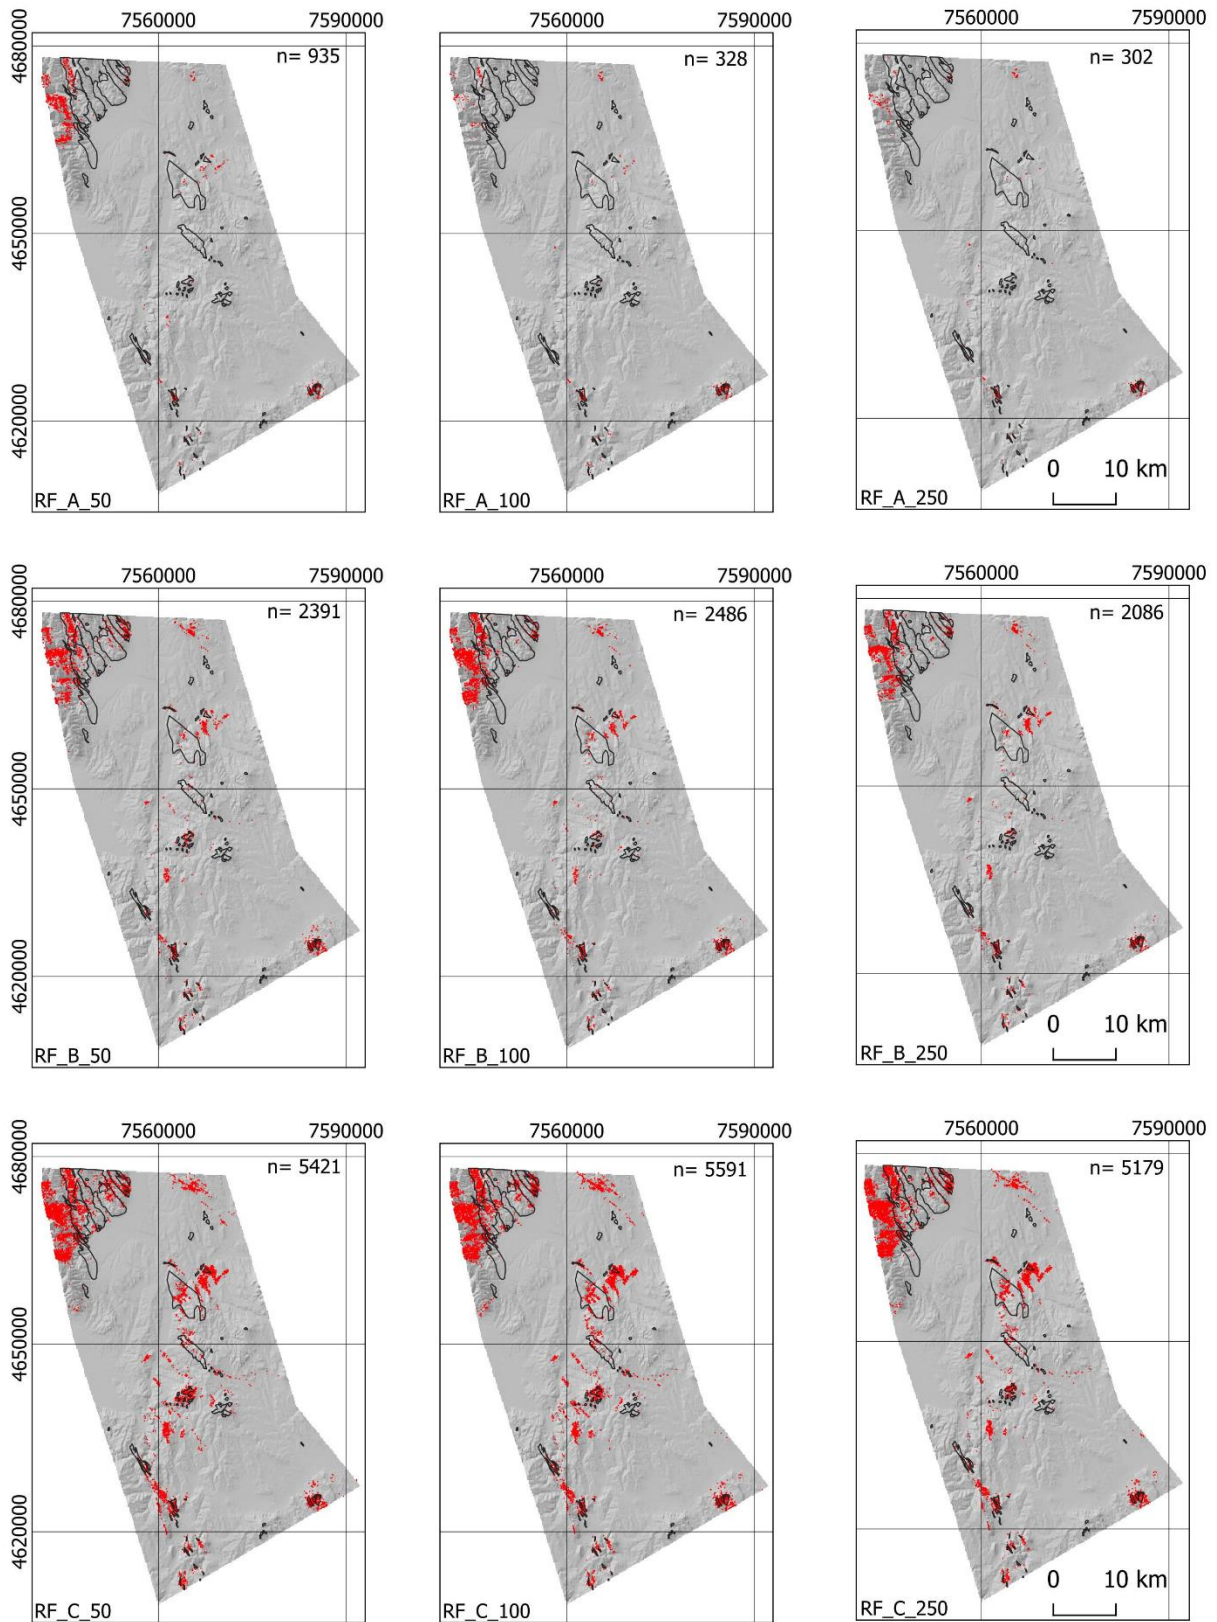 7560000 7590000 7560000 7590000 7560000 7590000
4680000
n= 935 n= 328 n= 302
4650000
4620000
0 10 km
RF_A_50 RF_A_100 RF_A_250
7560000 7590000 7560000 7590000 7560000 7590000
4680000
n= 2391 n= 2486 n= 2086
4650000
4620000
0 10 km
RF_B_50 RF_B_100 RF_B_250
7560000 7590000 7560000 7590000 7560000 7590000
4680000
n= 5421 n= 5591 n= 5179
4650000
4620000
0 10 km
RF_C_50 RF_C_100 RF_C_250